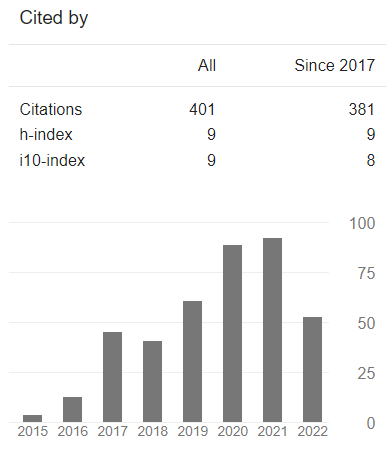 Cited by
All Since 2017
Citations 401 381
h-index 9 9
i10-index 9 8
100
75
50
25
0
2015 2016 2017 2018 2019 2020 2021 2022